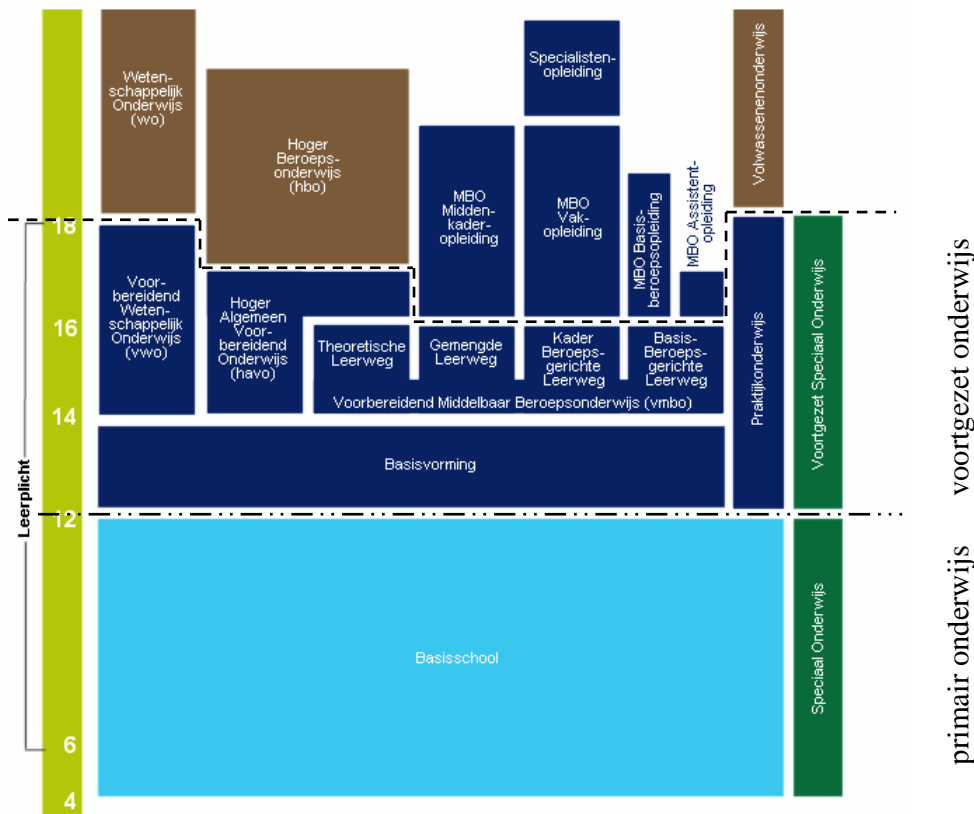 Weten-
schappelijk
Onderwijs
(wo)
Hoger
Beroeps-
onderwijs
(hbo)
Specialisten-
opleiding
MBO
Midden-
kader-
opleiding
MBO
Vak-
opleiding
MBO Basis-
beroepsopleiding
MBO Assistent-
opleiding
Volwassenenonderwijs
18
Voor-
bereidend
Weten-
schappelijk
Onderwijs
(vwo)
Hoger
Algemeen
Voor-
bereidend
Onderwijs
(havo)
16
Theoretische
Leerweg
Gemengde
Leerweg
Kader
Beroeps-
gerichte
Leerweg
Basis-
Beroeps-
gerichte
Leerweg
Voorbereidend Middelbaar Beroepsonderwijs (vmbo)
14
Praktijkonderwijs
Voortgezet Speciaal Onderwijs
voortgezet onderwijs
Basisvorming
Leerplicht
12
Basisschool
Speciaal Onderwijs
primair onderwijs
6
4